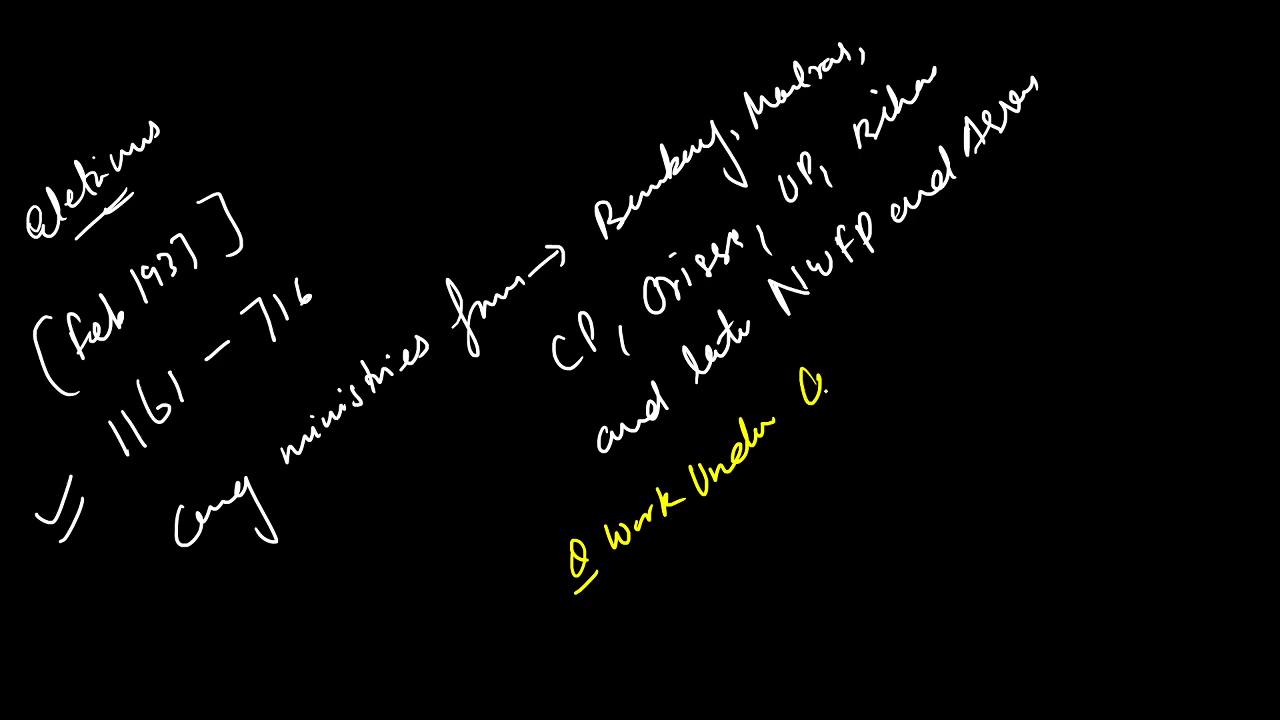 Elections
(Feb 1937]
1161 - 716
Cong ministries from → Bombay, Madras,
CP, Orissa, UP, Bihar
and later NWFP and Assam
Q Work Under